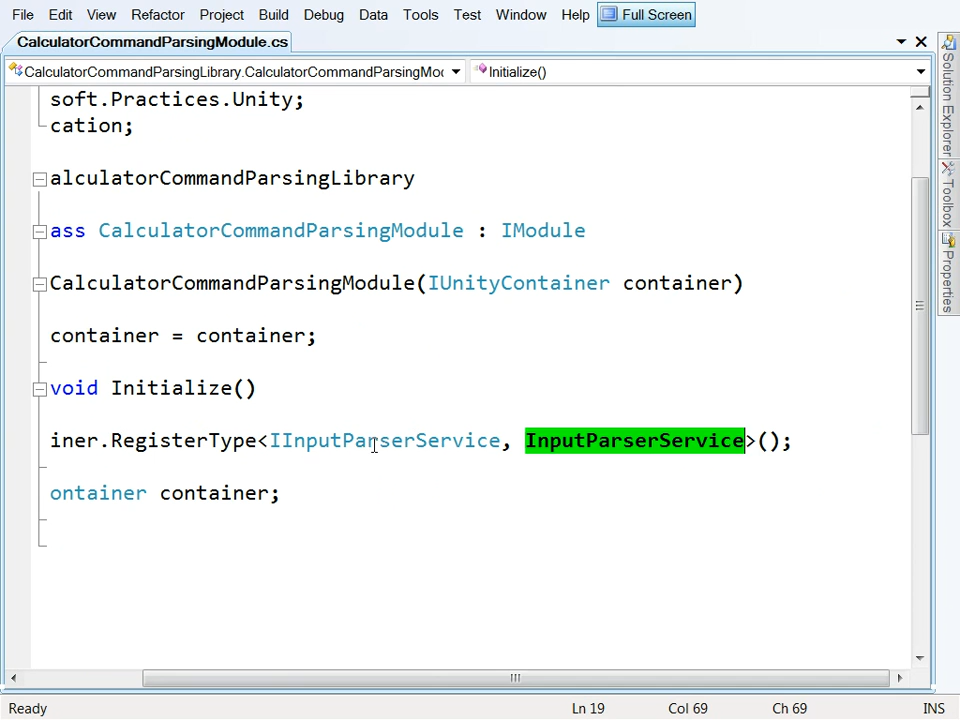 File Edit View Refactor Project Build Debug Data Tools Test Window Help Full Screen
CalculatorCommandParsingModule.cs
CalculatorCommandParsingLibrary.CalculatorCommandParsingMoc Initialize()
soft.Practices.Unity;
cation;
alculatorCommandParsingLibrary
ass CalculatorCommandParsingModule : IModule
CalculatorCommandParsingModule(IUnityContainer container)
container = container;
void Initialize()
iner.RegisterType<IInputParserService, InputParserService>();
ontainer container;
Solution Explorer
Toolbox
Properties
Ready Ln 19 Col 69 Ch 69 INS